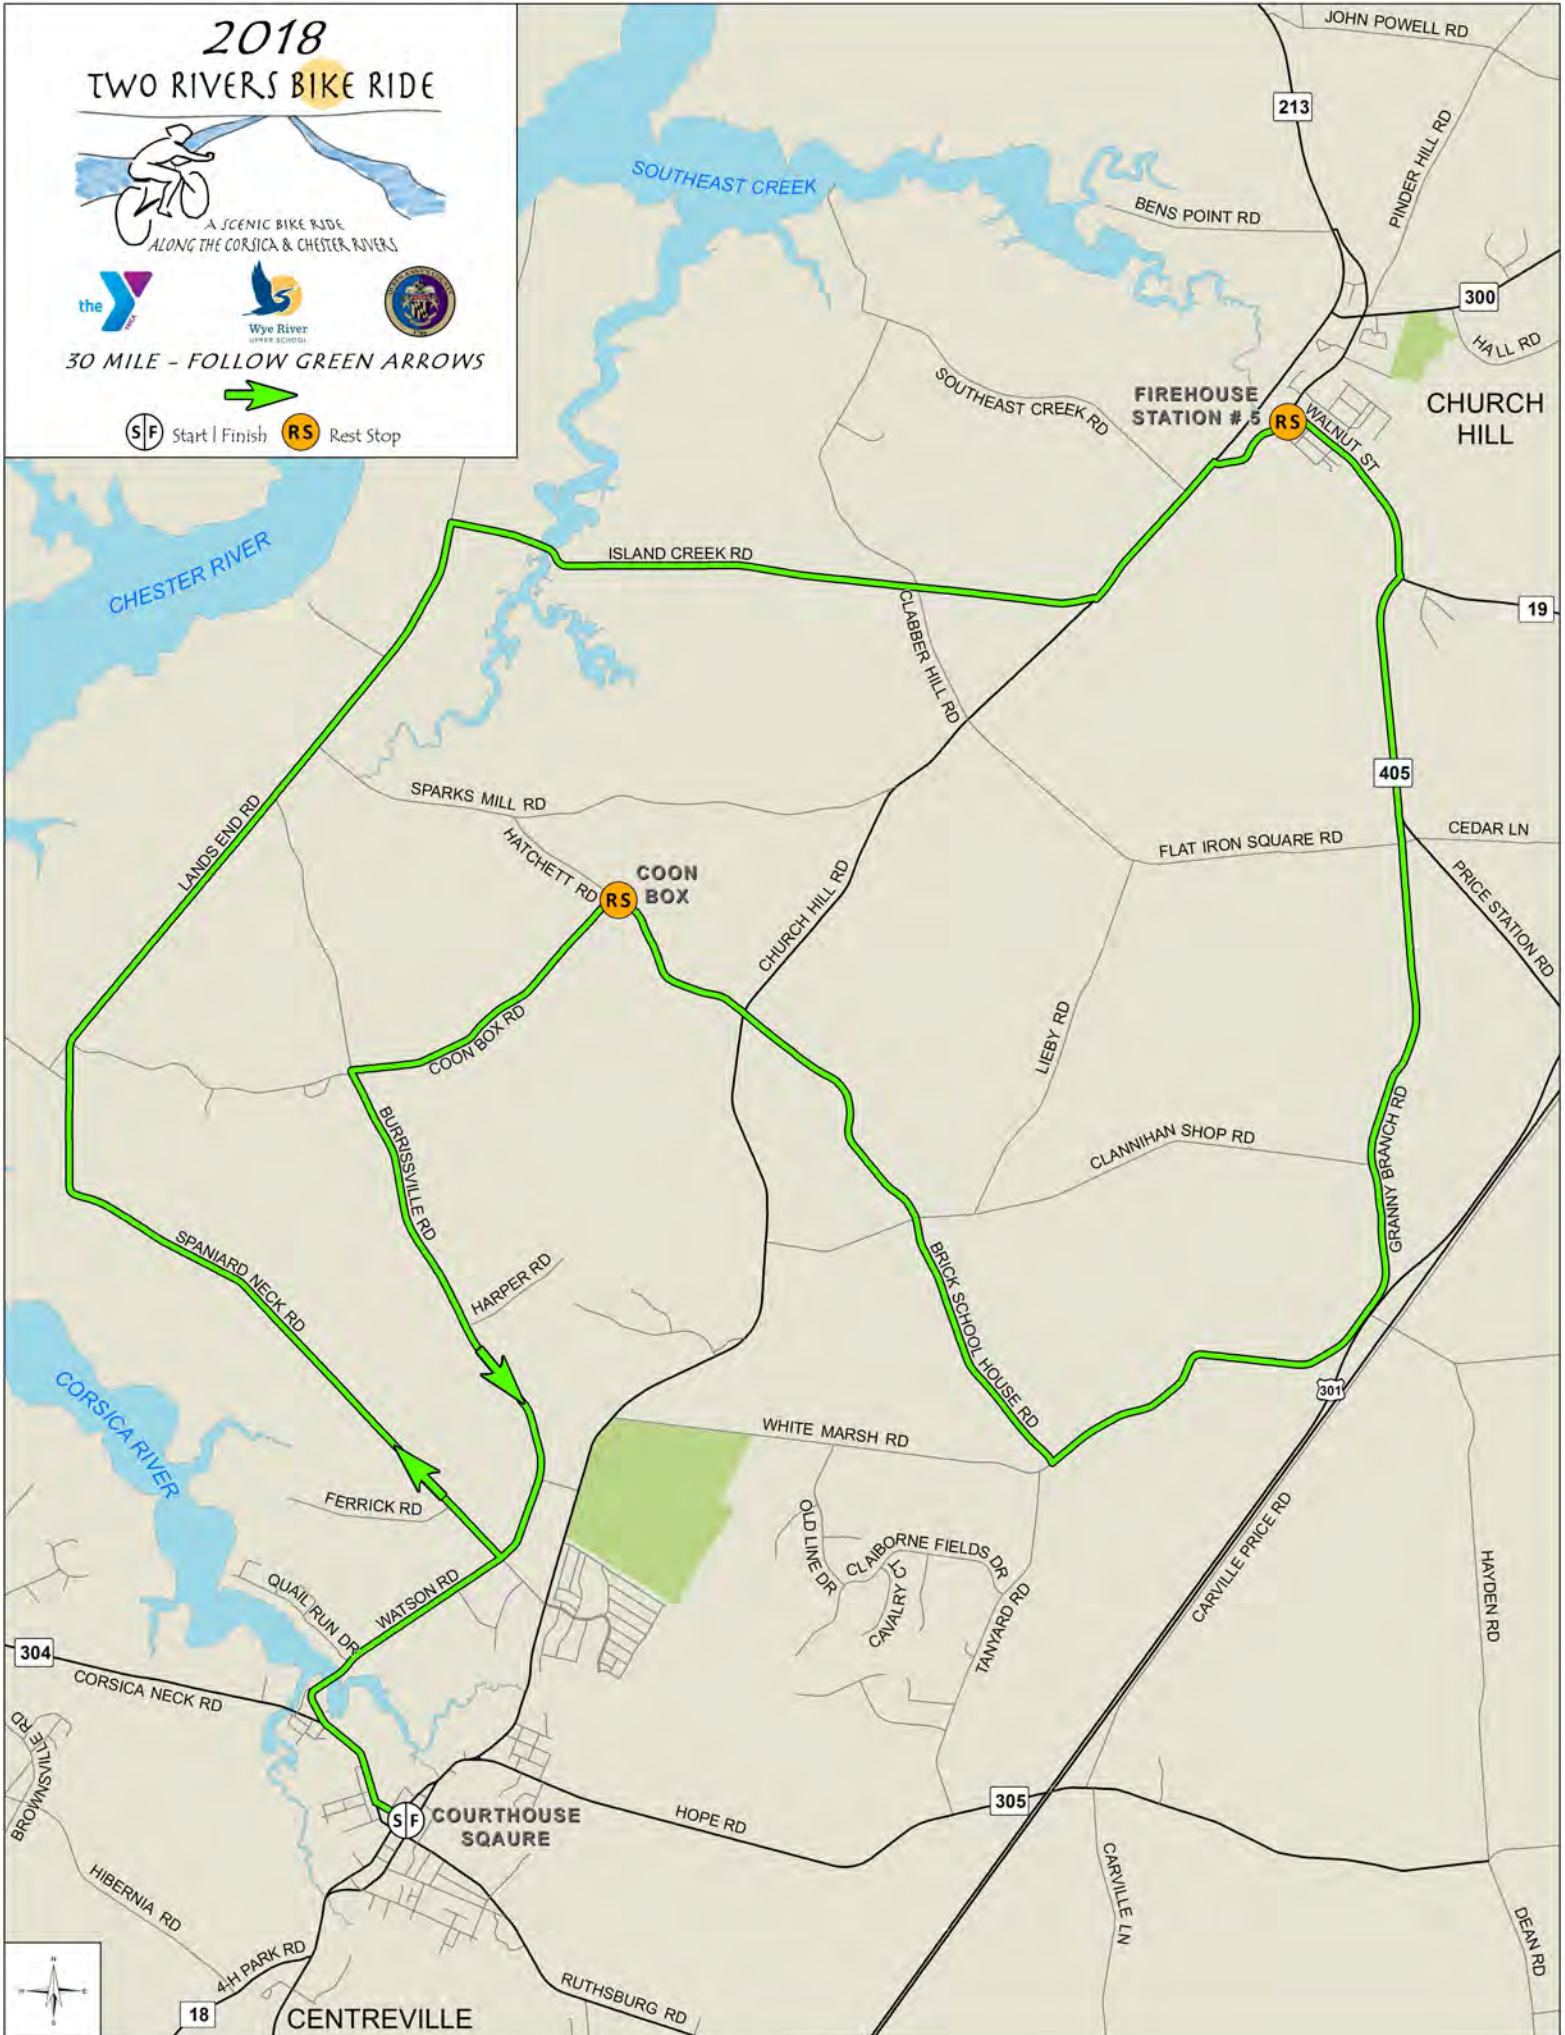 2018
TWO RIVERS BIKE RIDE
A SCENIC BIKE RIDE
ALONG THE CORSICA & CHESTER RIVERS
the
YMCA
Wye River
UPPER SCHOOL
30 MILE - FOLLOW GREEN ARROWS
S F Start | Finish RS Rest Stop
JOHN POWELL RD
213
PINDER HILL RD
SOUTHEAST CREEK
BENS POINT RD
300
HALL RD
SOUTHEAST CREEK RD
FIREHOUSE
STATION # 5
RS
WALNUT ST
CHURCH
HILL
CHESTER RIVER
ISLAND CREEK RD
19
CLABBER HILL RD
405
SPARKS MILL RD
LANDS END RD
HATCHETT RD
COON
BOX
RS
CHURCH HILL RD
FLAT IRON SQUARE RD
CEDAR LN
PRICE STATION RD
COON BOX RD
LIEBY RD
BURRISSVILLE RD
CLANNIHAN SHOP RD
GRANNY BRANCH RD
SPANIARD NECK RD
HARPER RD
BRICK SCHOOL HOUSE RD
301
CORSICA RIVER
WHITE MARSH RD
FERRICK RD
OLD LINE DR
CLAIBORNE FIELDS DR
CAVALRY CT
TANYARD RD
CARVILLE PRICE RD
HAYDEN RD
QUAIL RUN DR
WATSON RD
304
CORSICA NECK RD
BROWNSVILLE RD
S F
COURTHOUSE
SQAURE
HOPE RD
305
CARVILLE LN
HIBERNIA RD
DEAN RD
4-H PARK RD
RUTHSBURG RD
18
CENTREVILLE